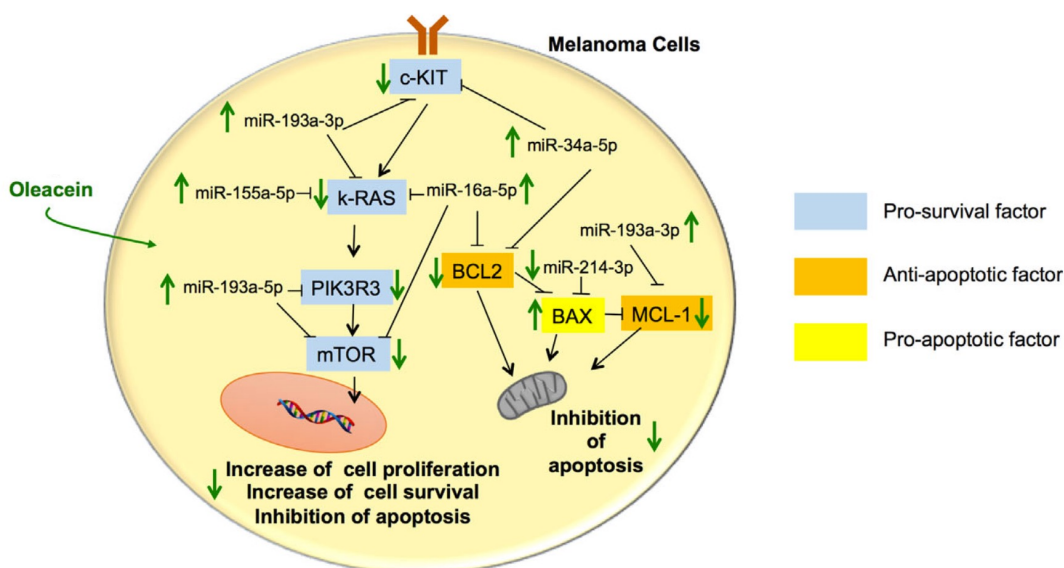 Melanoma Cells
c-KIT
miR-193a-3p
miR-34a-5p
Oleacein
miR-155a-5p
k-RAS
miR-16a-5p
miR-193a-3p
BCL2
miR-214-3p
miR-193a-5p
PIK3R3
BAX
MCL-1
mTOR
Inhibition
of
apoptosis
Increase of cell proliferation
Increase of cell survival
Inhibition of apoptosis
Pro-survival factor
Anti-apoptotic factor
Pro-apoptotic factor